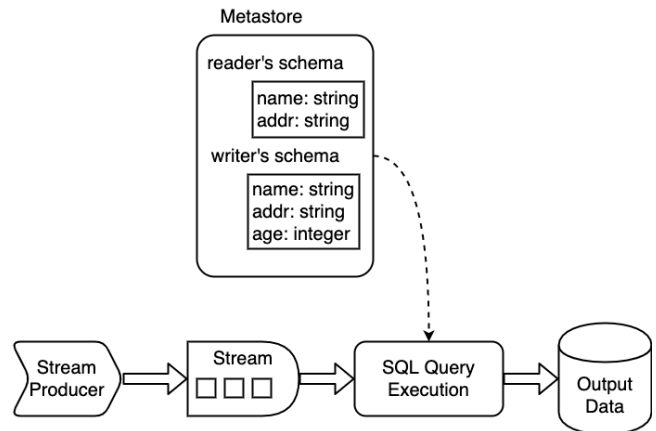 Metastore
reader's schema
name: string
addr: string
writer's schema
name: string
addr: string
age: integer
Stream
Producer
Stream
SQL Query
Execution
Output
Data